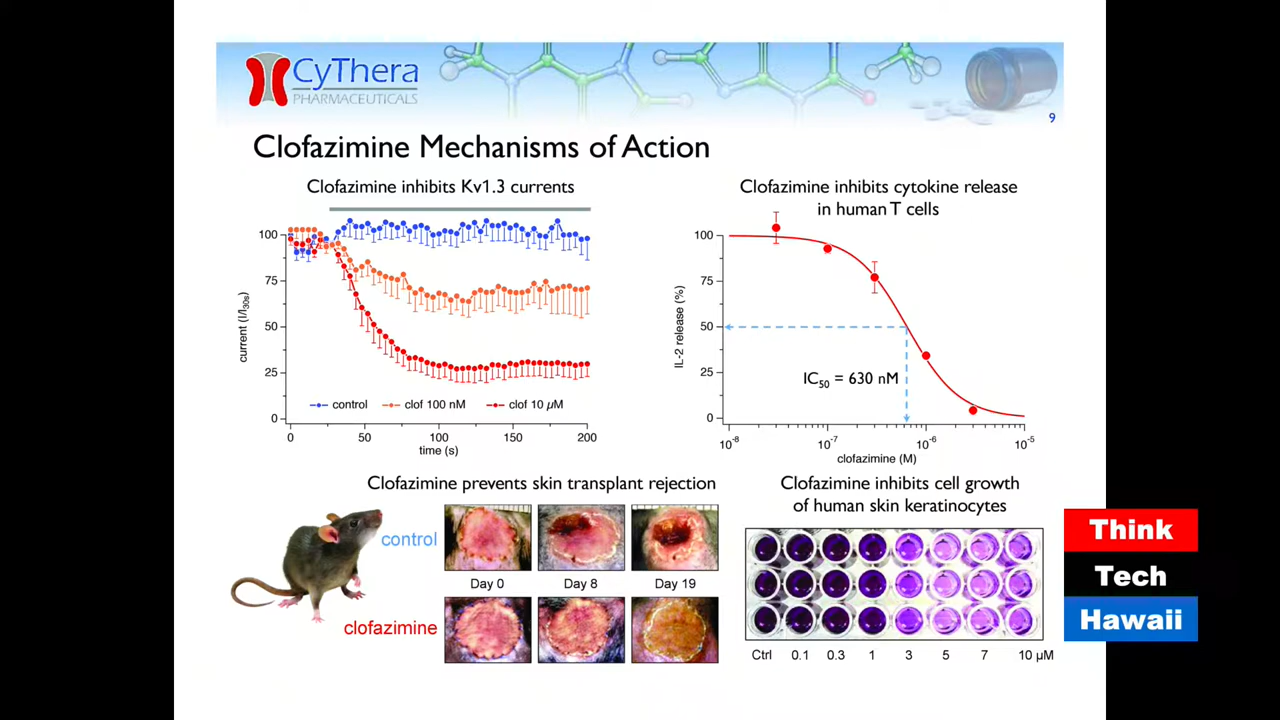 CyThera
PHARMACEUTICALS
9
Clofazimine Mechanisms of Action
Clofazimine inhibits Kv1.3 currents
100
75
50
25
0
current (I/I30s)
control
clof 100 nM
clof 10 µM
0
50
100
150
200
time (s)
Clofazimine inhibits cytokine release
in human T cells
100
75
50
25
0
IL-2 release (%)
IC50 = 630 nM
10-8
10-7
10-6
10-5
clofazimine (M)
Clofazimine prevents skin transplant rejection
control
Day 0
Day 8
Day 19
clofazimine
Clofazimine inhibits cell growth
of human skin keratinocytes
Ctrl 0.1 0.3 1 3 5 7 10 µM
Think
Tech
Hawaii